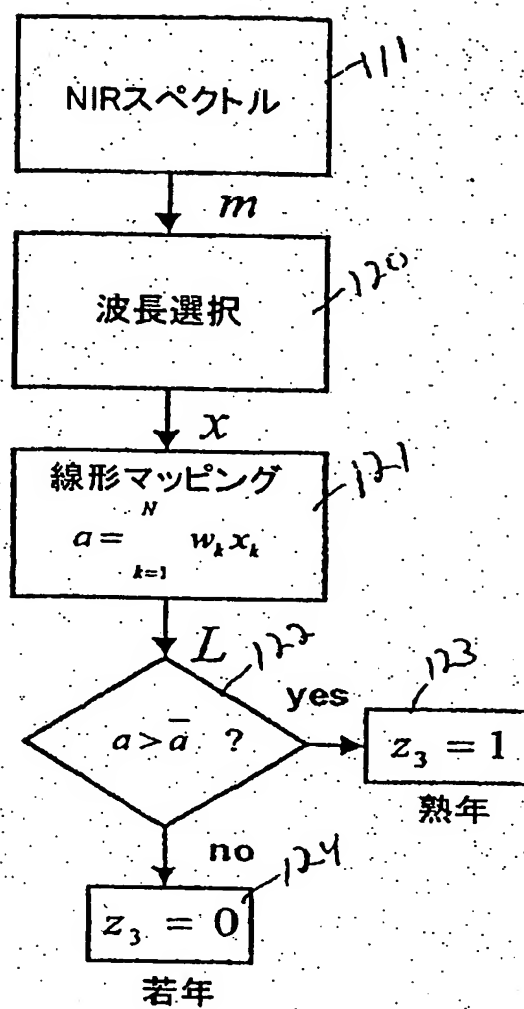 NIRスペクトル
111
m
波長選択
120
x
線形マッピング
121
N
a = w_k x_k
k=1
L
122
a > a̅ ?
yes
123
z_3 = 1
熟年
no
124
z_3 = 0
若年